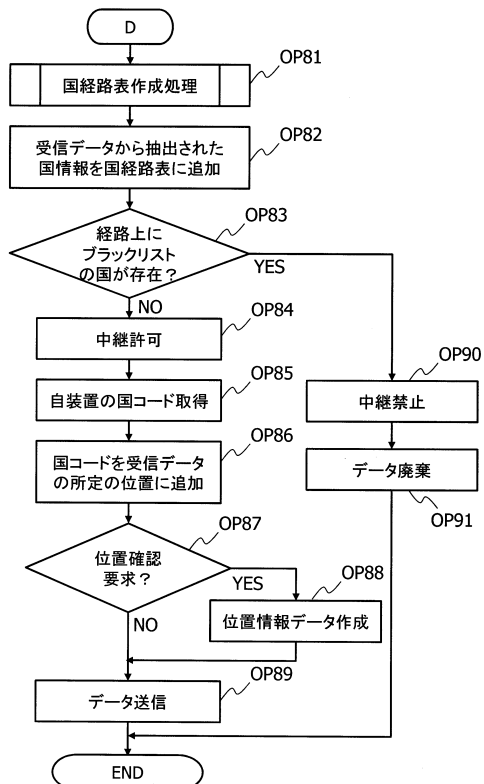 D
OP81
国経路表作成処理
OP82
受信データから抽出された
国情報を国経路表に追加
OP83
経路上に
ブラックリスト
の国が存在？
YES
NO
OP84
中継許可
OP85
自装置の国コード取得
OP86
国コードを受信データ
の所定の位置に追加
OP90
中継禁止
データ廃棄
OP91
OP87
位置確認
要求？
YES
OP88
位置情報データ作成
NO
OP89
データ送信
END